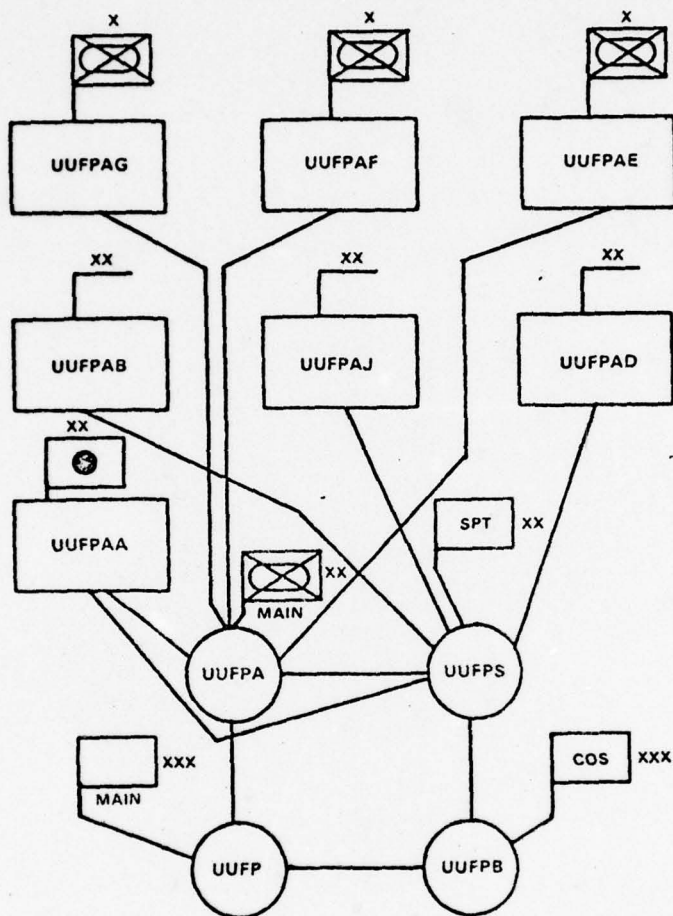 X X X
UUFPAG UUFPAF UUFPAE
XX XX XX
UUFPAB UUFPAJ UUFPAD
XX
UUFPAA
SPT XX
XX
MAIN
UUFPA UUFPS
XXX
MAIN
COS XXX
UUFP UUFPB